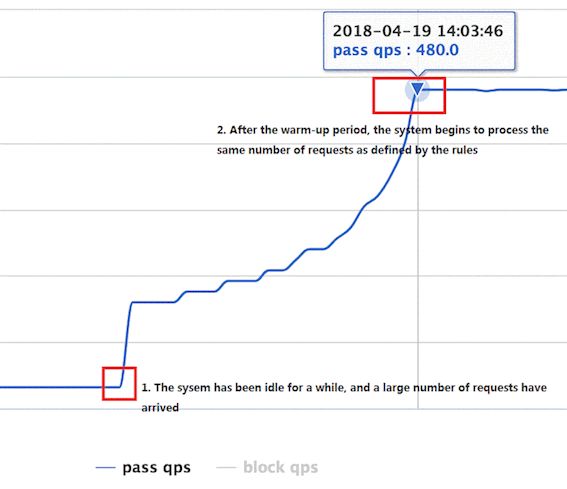 2018-04-19 14:03:46
pass qps : 480.0
2. After the warm-up period, the system begins to process the
same number of requests as defined by the rules
1. The sysem has been idle for a while, and a large number of requests have
arrived
pass qps block qps